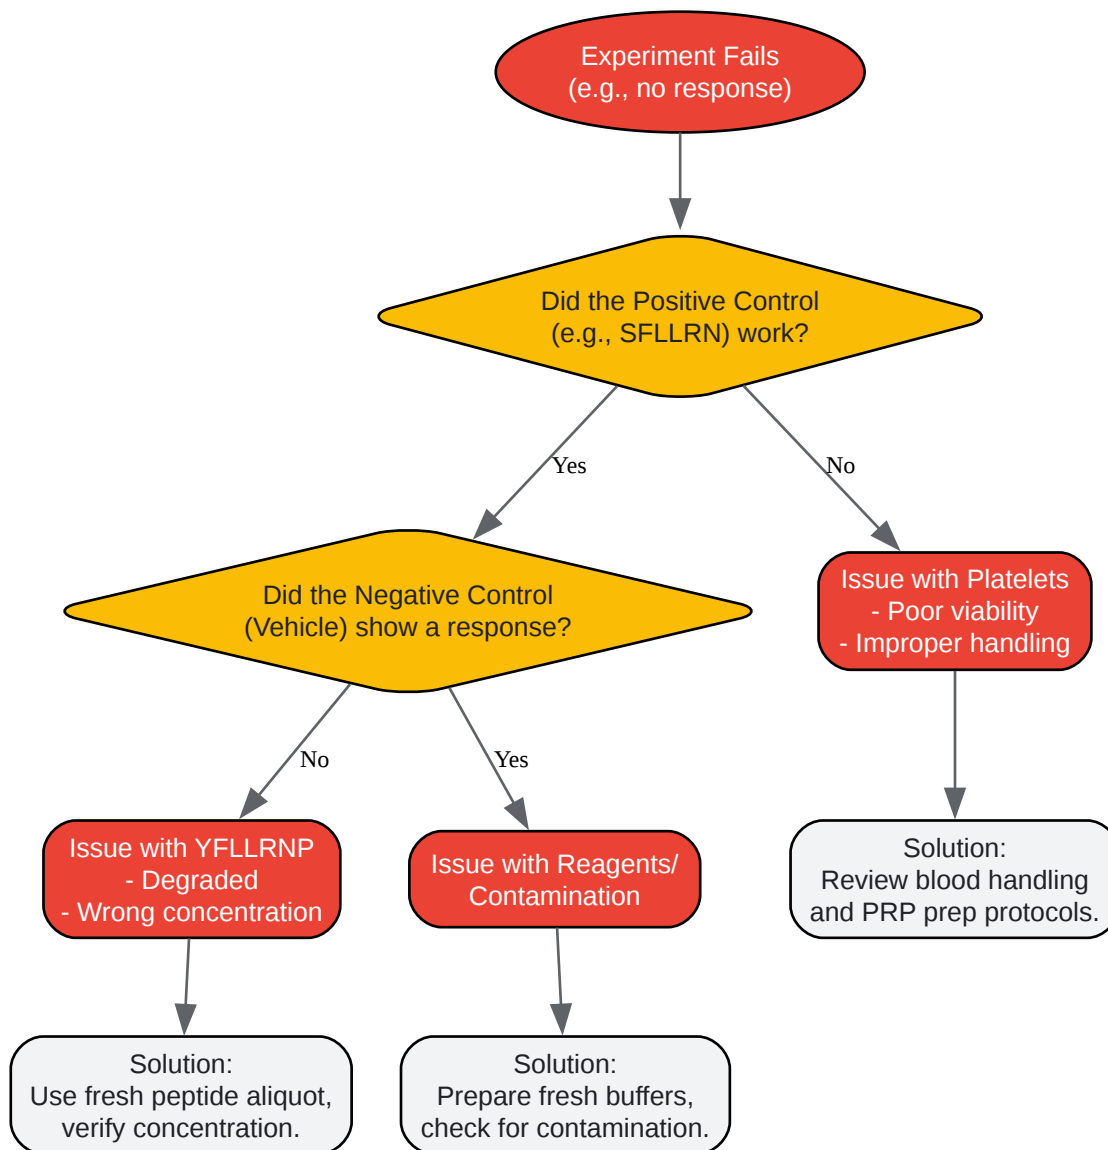 Experiment Fails
(e.g., no response)
Did the Positive Control
(e.g., SFLLRN) work?
Yes
No
Did the Negative Control
(Vehicle) show a response?
Issue with Platelets
- Poor viability
- Improper handling
No
Yes
Issue with YFLLRNP
- Degraded
- Wrong concentration
Issue with Reagents/
Contamination
Solution:
Review blood handling
and PRP prep protocols.
Solution:
Use fresh peptide aliquot,
verify concentration.
Solution:
Prepare fresh buffers,
check for contamination.